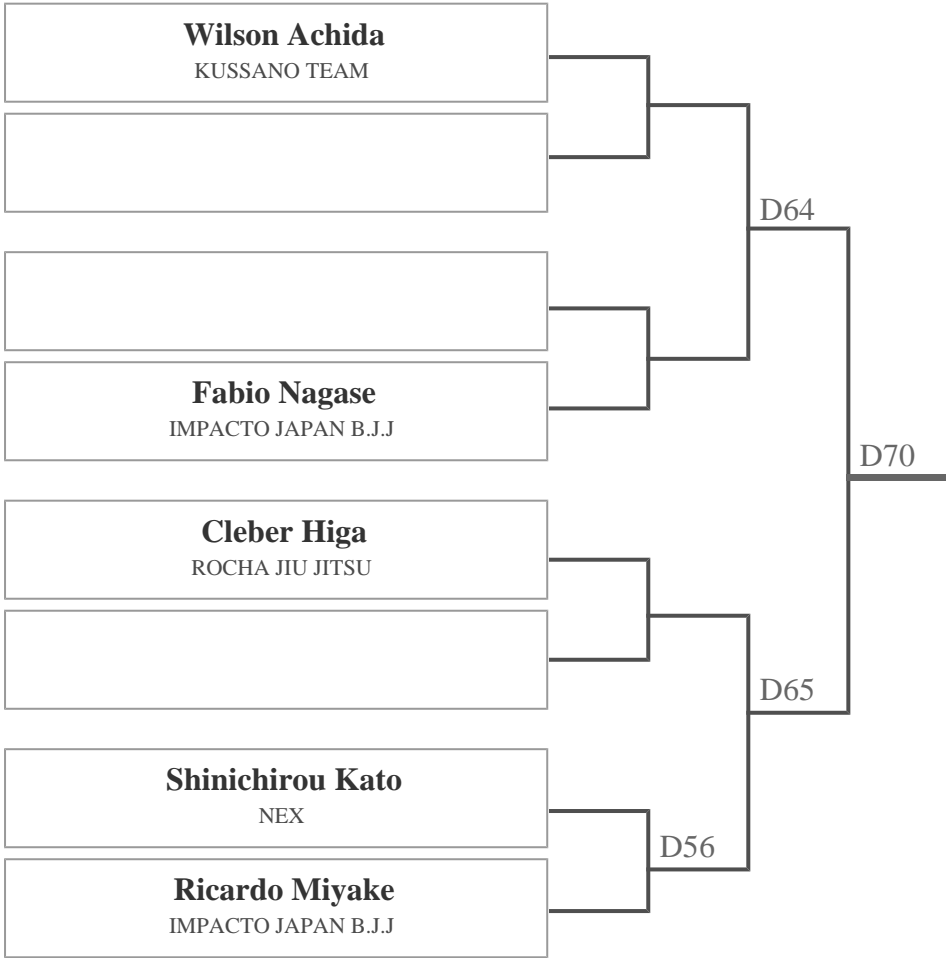 Wilson Achida
KUSSANO TEAM
D64
Fabio Nagase
IMPACTO JAPAN B.J.J
D70
Cleber Higa
ROCHA JIU JITSU
D65
Shinichirou Kato
NEX
D56
Ricardo Miyake
IMPACTO JAPAN B.J.J